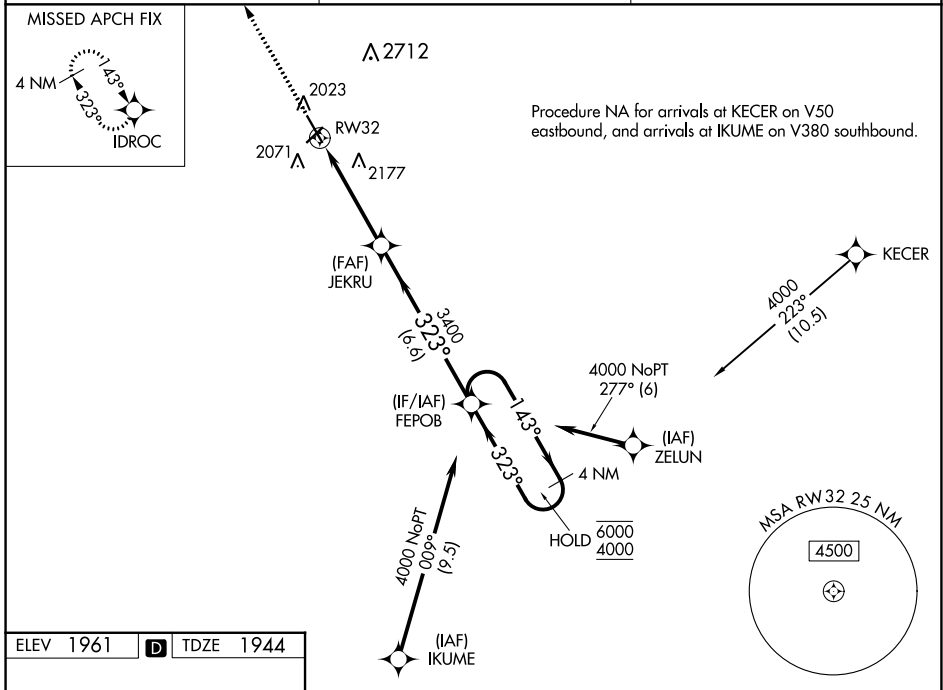 MISSED APCH FIX
4 NM
143°
323°
IDROC
2712
2023
RW32
2071
2177
Procedure NA for arrivals at KECER on V50
eastbound, and arrivals at IKUME on V380 southbound.
(FAF)
JEKRU
KECER
4000
223°
(10.5)
3400
323°
(6.6)
4000 NoPT
277° (6)
(IF/IAF)
FEPOB
143°
323°
(IAF)
ZELUN
4 NM
HOLD 6000
4000
4000 NoPT
009°
(9.5)
MSA RW32 25 NM
4500
(IAF)
IKUME
ELEV 1961 D TDZE 1944